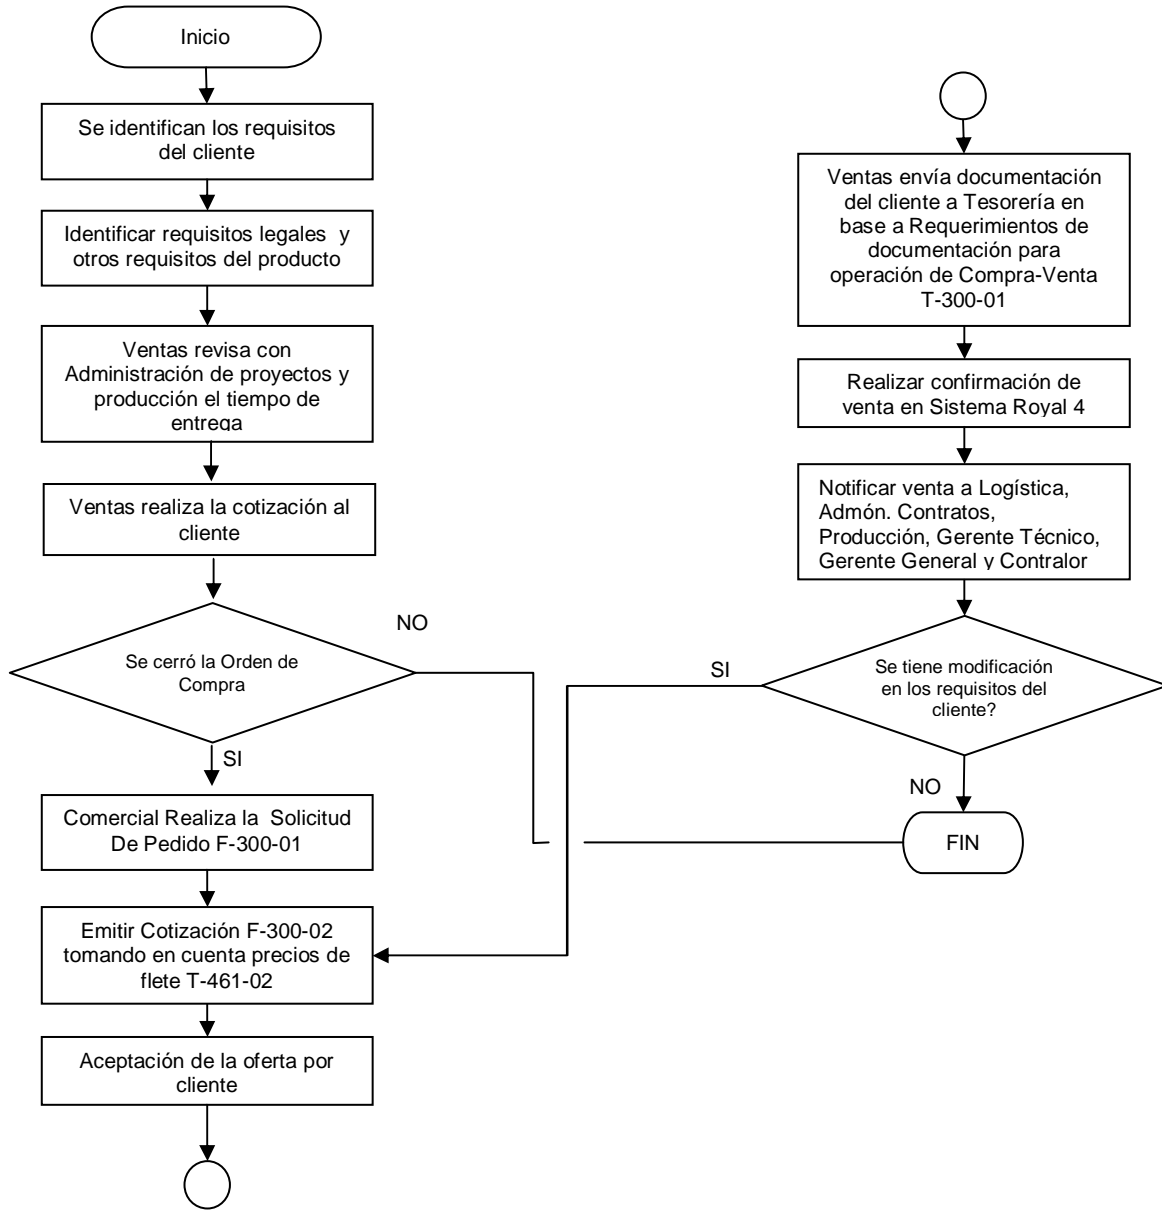 Inicio
Se identifican los requisitos
del cliente
Identificar requisitos legales y
otros requisitos del producto
Ventas revisa con
Administración de proyectos y
producción el tiempo de
entrega
Ventas realiza la cotización al
cliente
NO
Se cerró la Orden de
Compra
SI
Comercial Realiza la Solicitud
De Pedido F-300-01
Emitir Cotización F-300-02
tomando en cuenta precios de
flete T-461-02
Aceptación de la oferta por
cliente
Ventas envía documentación
del cliente a Tesorería en
base a Requerimientos de
documentación para
operación de Compra-Venta
T-300-01
Realizar confirmación de
venta en Sistema Royal 4
Notificar venta a Logística,
Admón. Contratos,
Producción, Gerente Técnico,
Gerente General y Contralor
SI
Se tiene modificación
en los requisitos del
cliente?
NO
FIN